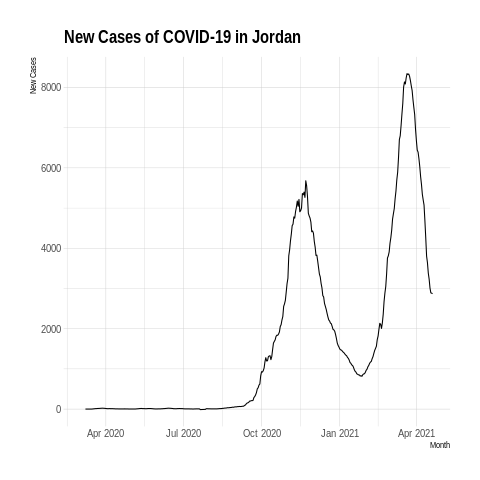 New Cases of COVID-19 in Jordan
New Cases
8000
6000
4000
2000
0
Apr 2020 Jul 2020 Oct 2020 Jan 2021 Apr 2021
Month